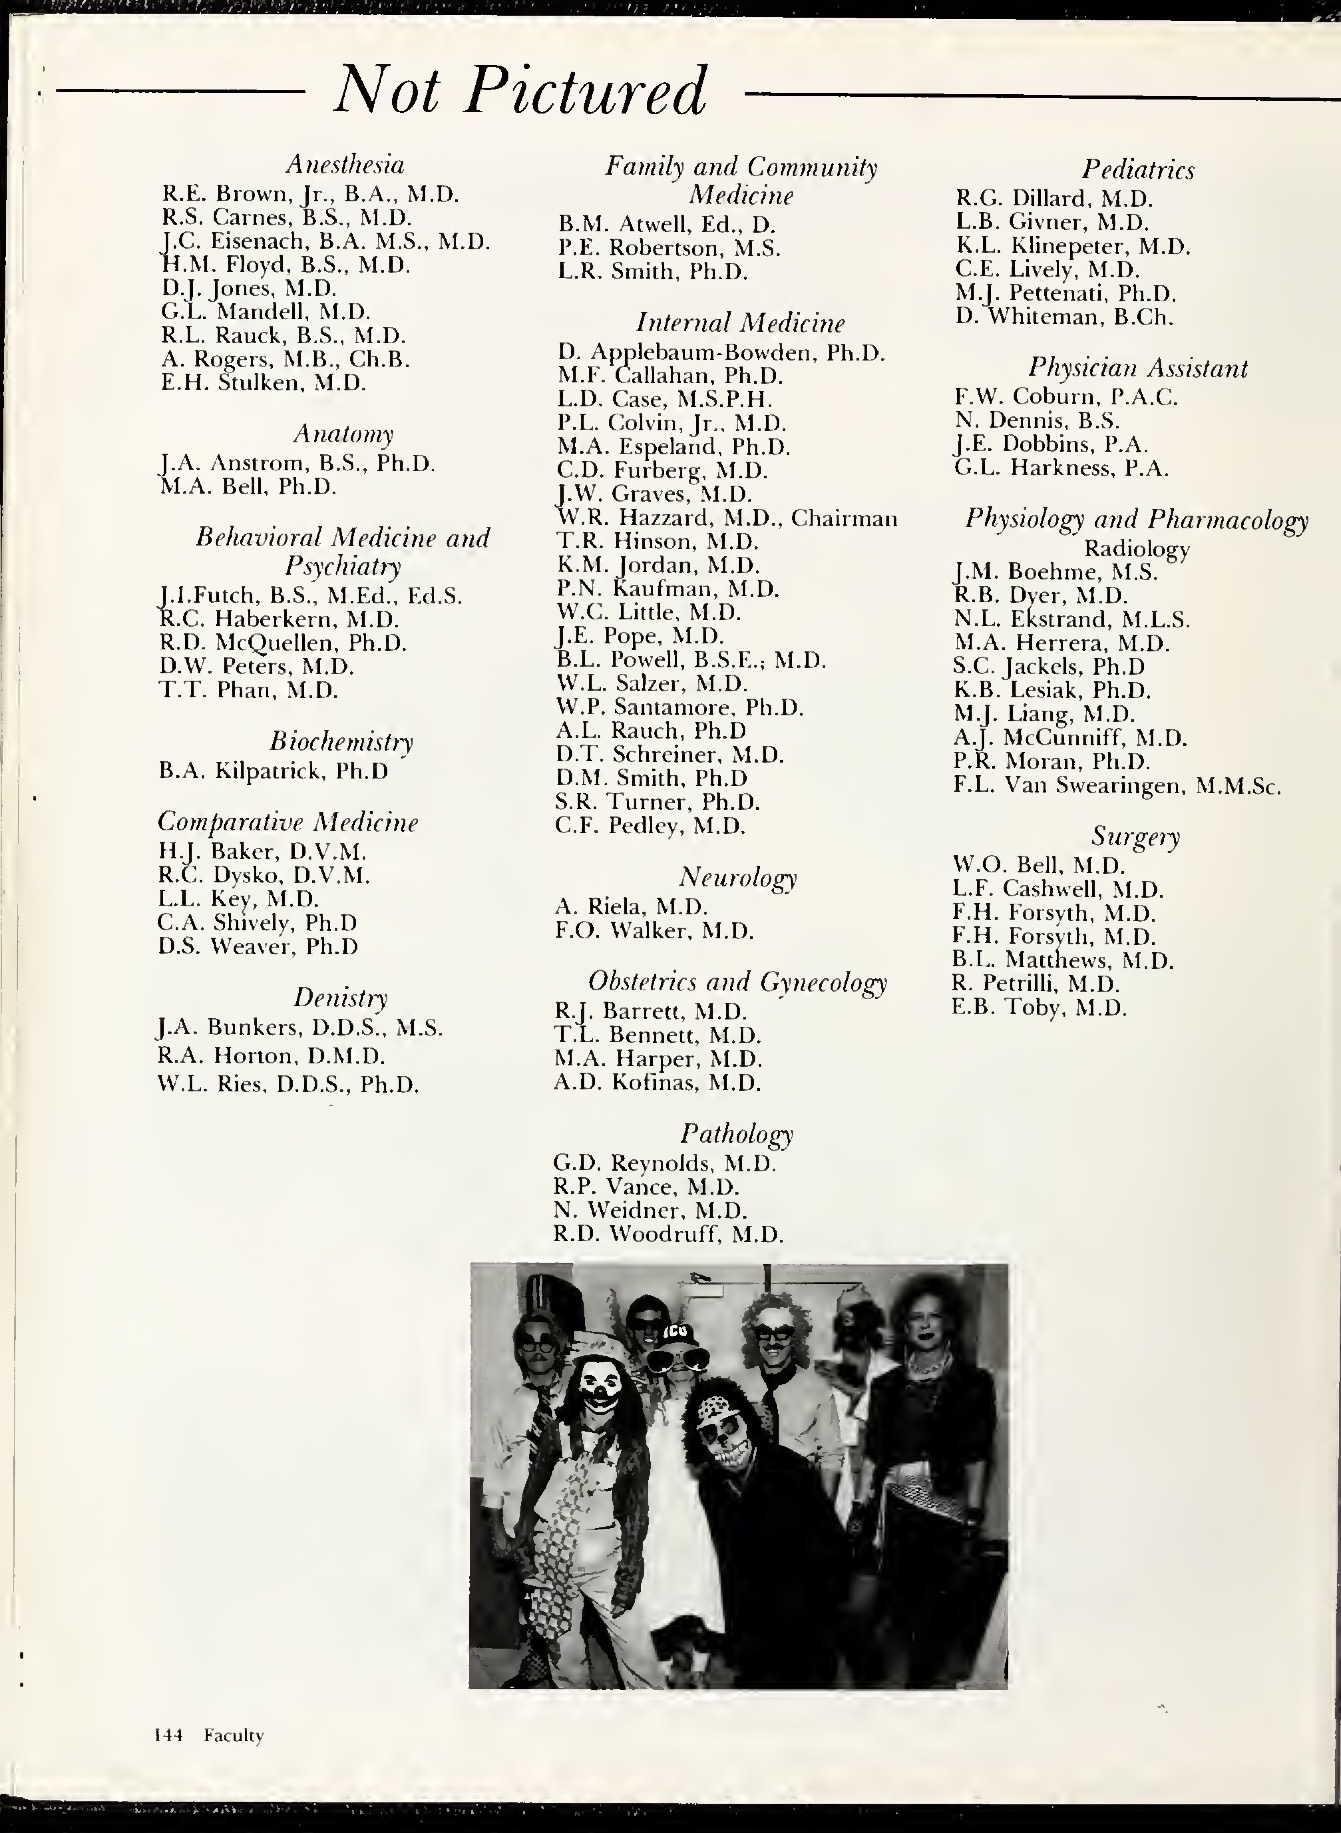 Not Pictured
Anesthesia
R.E. Brown, Jr., B.A., M.D.
R.S. Carnes, B.S., M.D.
J.C. Eisenach, B.A. M.S., M.D.
H.M. Floyd, B.S., M.D.
D.J. Jones, M.D.
G.L. Mandell, M.D.
R.L. Rauck, B.S., M.D.
A. Rogers, M.B., Ch.B.
E.H. Stulken, M.D.
Anatomy
J.A. Anstrom, B.S., Ph.D.
M.A. Bell, Ph.D.
Behavioral Medicine and
Psychiatry
J.I.Futch, B.S., M.Ed., Ed.S.
R.C. Haberkern, M.D.
R.D. McQuellen, Ph.D.
D.W. Peters, M.D.
T.T. Phan, M.D.
Biochemistry
B.A. Kilpatrick, Ph.D
Comparative Medicine
H.J. Baker, D.V.M.
R.C. Dysko, D.V.M.
L.L. Key, M.D.
C.A. Shively, Ph.D
D.S. Weaver, Ph.D
Denistry
J.A. Bunkers, D.D.S., M.S.
R.A. Horton, D.M.D.
W.L. Ries, D.D.S., Ph.D.
Family and Community
Medicine
B.M. Atwell, Ed., D.
P.E. Robertson, M.S.
L.R. Smith, Ph.D.
Internal Medicine
D. Applebaum-Bowden, Ph.D.
M.F. Callahan, Ph.D.
L.D. Case, M.S.P.H.
P.L. Colvin, Jr., M.D.
M.A. Espeland, Ph.D.
C.D. Furberg, M.D.
J.W. Graves, M.D.
W.R. Hazzard, M.D., Chairman
T.R. Hinson, M.D.
K.M. Jordan, M.D.
P.N. Kaufman, M.D.
W.C. Little, M.D.
J.E. Pope, M.D.
B.L. Powell, B.S.E.; M.D.
W.L. Salzer, M.D.
W.P. Santamore, Ph.D.
A.L. Rauch, Ph.D
D.T. Schreiner, M.D.
D.M. Smith, Ph.D
S.R. Turner, Ph.D.
C.F. Pedley, M.D.
Neurology
A. Riela, M.D.
F.O. Walker, M.D.
Obstetrics and Gynecology
R.J. Barrett, M.D.
T.L. Bennett, M.D.
M.A. Harper, M.D.
A.D. Kofinas, M.D.
Pathology
G.D. Reynolds, M.D.
R.P. Vance, M.D.
N. Weidner, M.D.
R.D. Woodruff, M.D.
Pediatrics
R.G. Dillard, M.D.
L.B. Givner, M.D.
K.L. Klinepeter, M.D.
C.E. Lively, M.D.
M.J. Pettenati, Ph.D.
D. Whiteman, B.Ch.
Physician Assistant
F.W. Coburn, P.A.C.
N. Dennis, B.S.
J.E. Dobbins, P.A.
G.L. Harkness, P.A.
Physiology and Pharmacology
Radiology
J.M. Boehme, M.S.
R.B. Dyer, M.D.
N.L. Ekstrand, M.L.S.
M.A. Herrera, M.D.
S.C. Jackels, Ph.D
K.B. Lesiak, Ph.D.
M.J. Liang, M.D.
A.J. McCunniff, M.D.
P.R. Moran, Ph.D.
F.L. Van Swearingen, M.M.Sc.
Surgery
W.O. Bell, M.D.
L.F. Cashwell, M.D.
F.H. Forsyth, M.D.
F.H. Forsyth, M.D.
B.L. Matthews, M.D.
R. Petrilli, M.D.
E.B. Toby, M.D.
ICU
144 Faculty